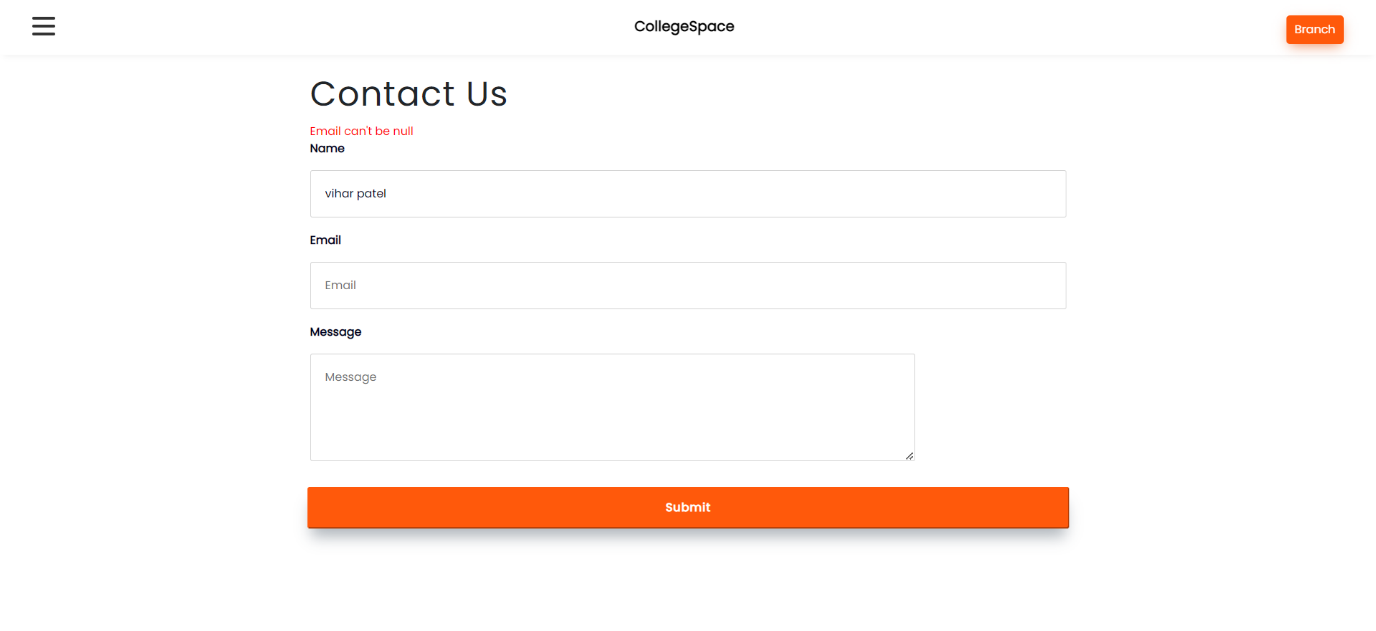 CollegeSpace
Branch
Contact Us
Email can't be null
Name
vihar patel
Email
Email
Message
Message
Submit